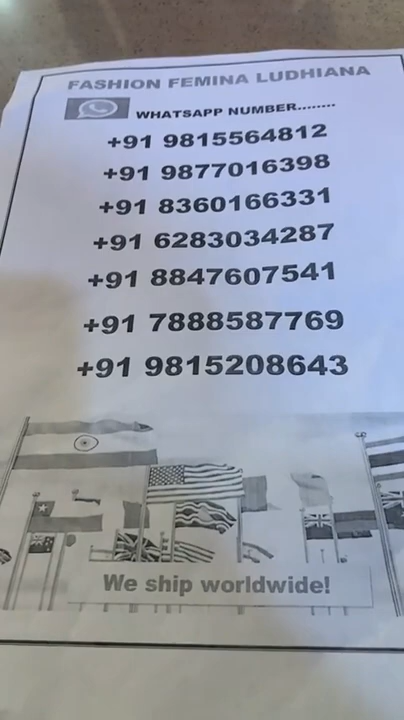 FASHION FEMINA LUDHIANA
WHATSAPP NUMBER........
+91 9815564812
+91 9877016398
+91 8360166331
+91 6283034287
+91 8847607541
+91 7888587769
+91 9815208643
We ship worldwide!